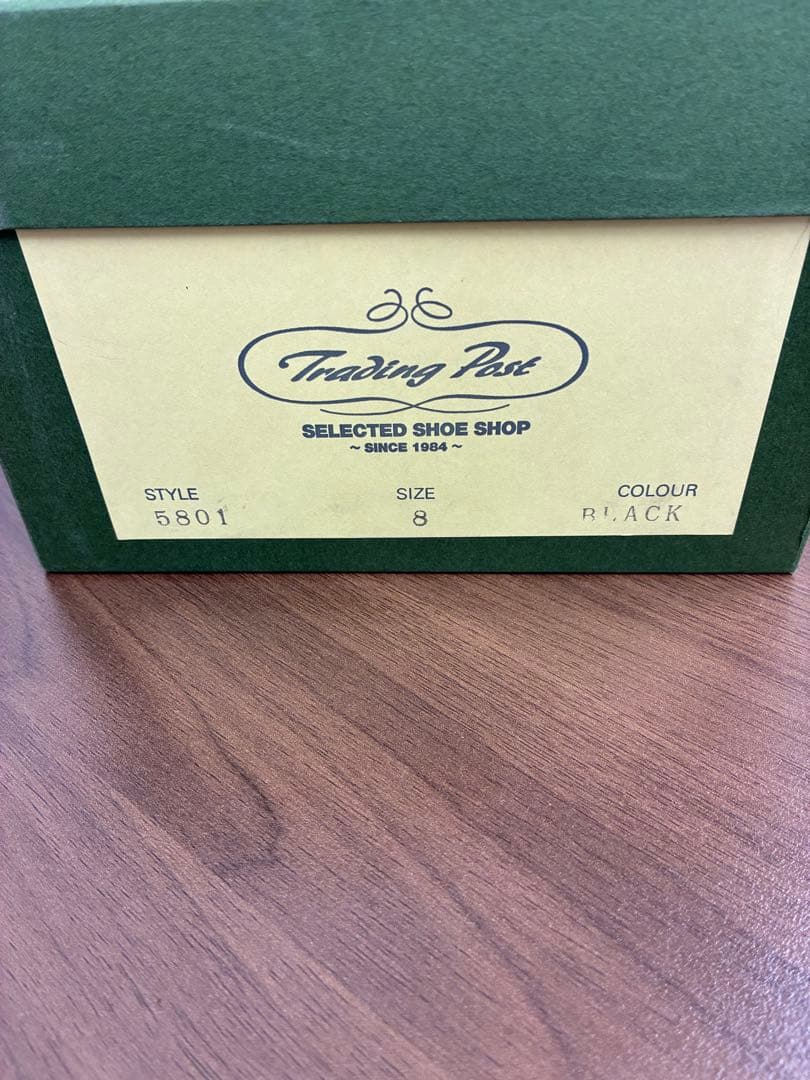 Trading Post
SELECTED SHOE SHOP
~ SINCE 1984 ~
STYLE SIZE COLOUR
5801 8 BLACK